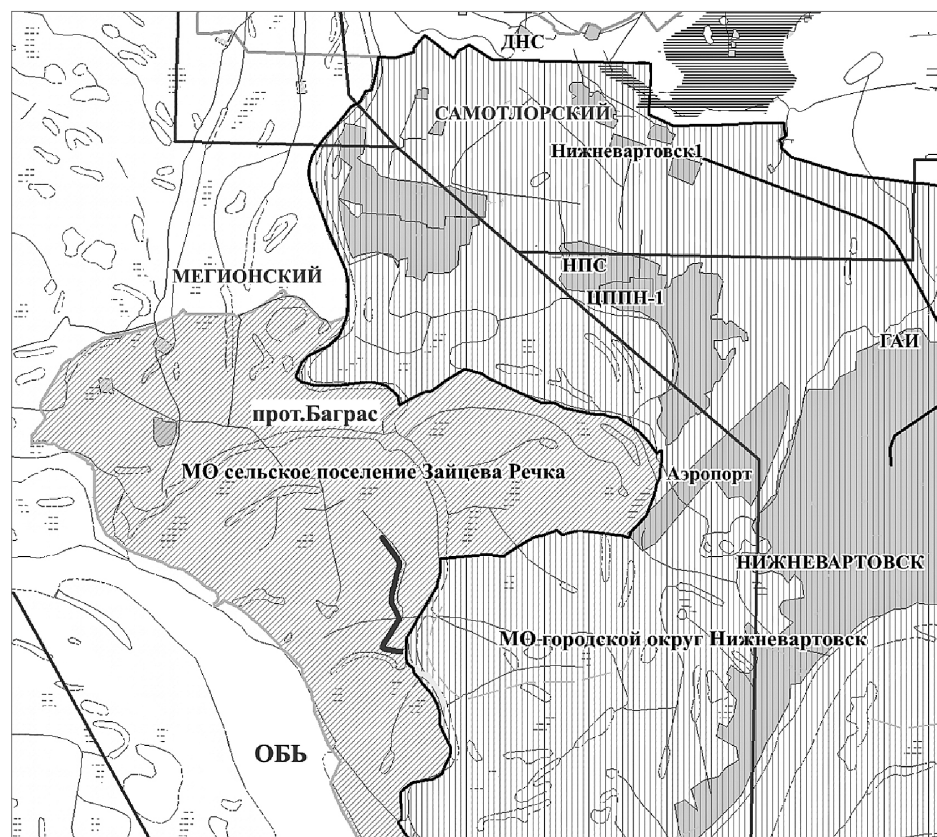 ДНС
САМОТЛОРСКИЙ
Нижневартовск1
МЕГИОНСКИЙ
НПС
ЦППН-1
ГАИ
прот.Баграс
МО сельское поселение Зайцева Речка
Аэропорт
НИЖНЕВАРТОВСК
МО городской округ Нижневартовск
ОБЬ